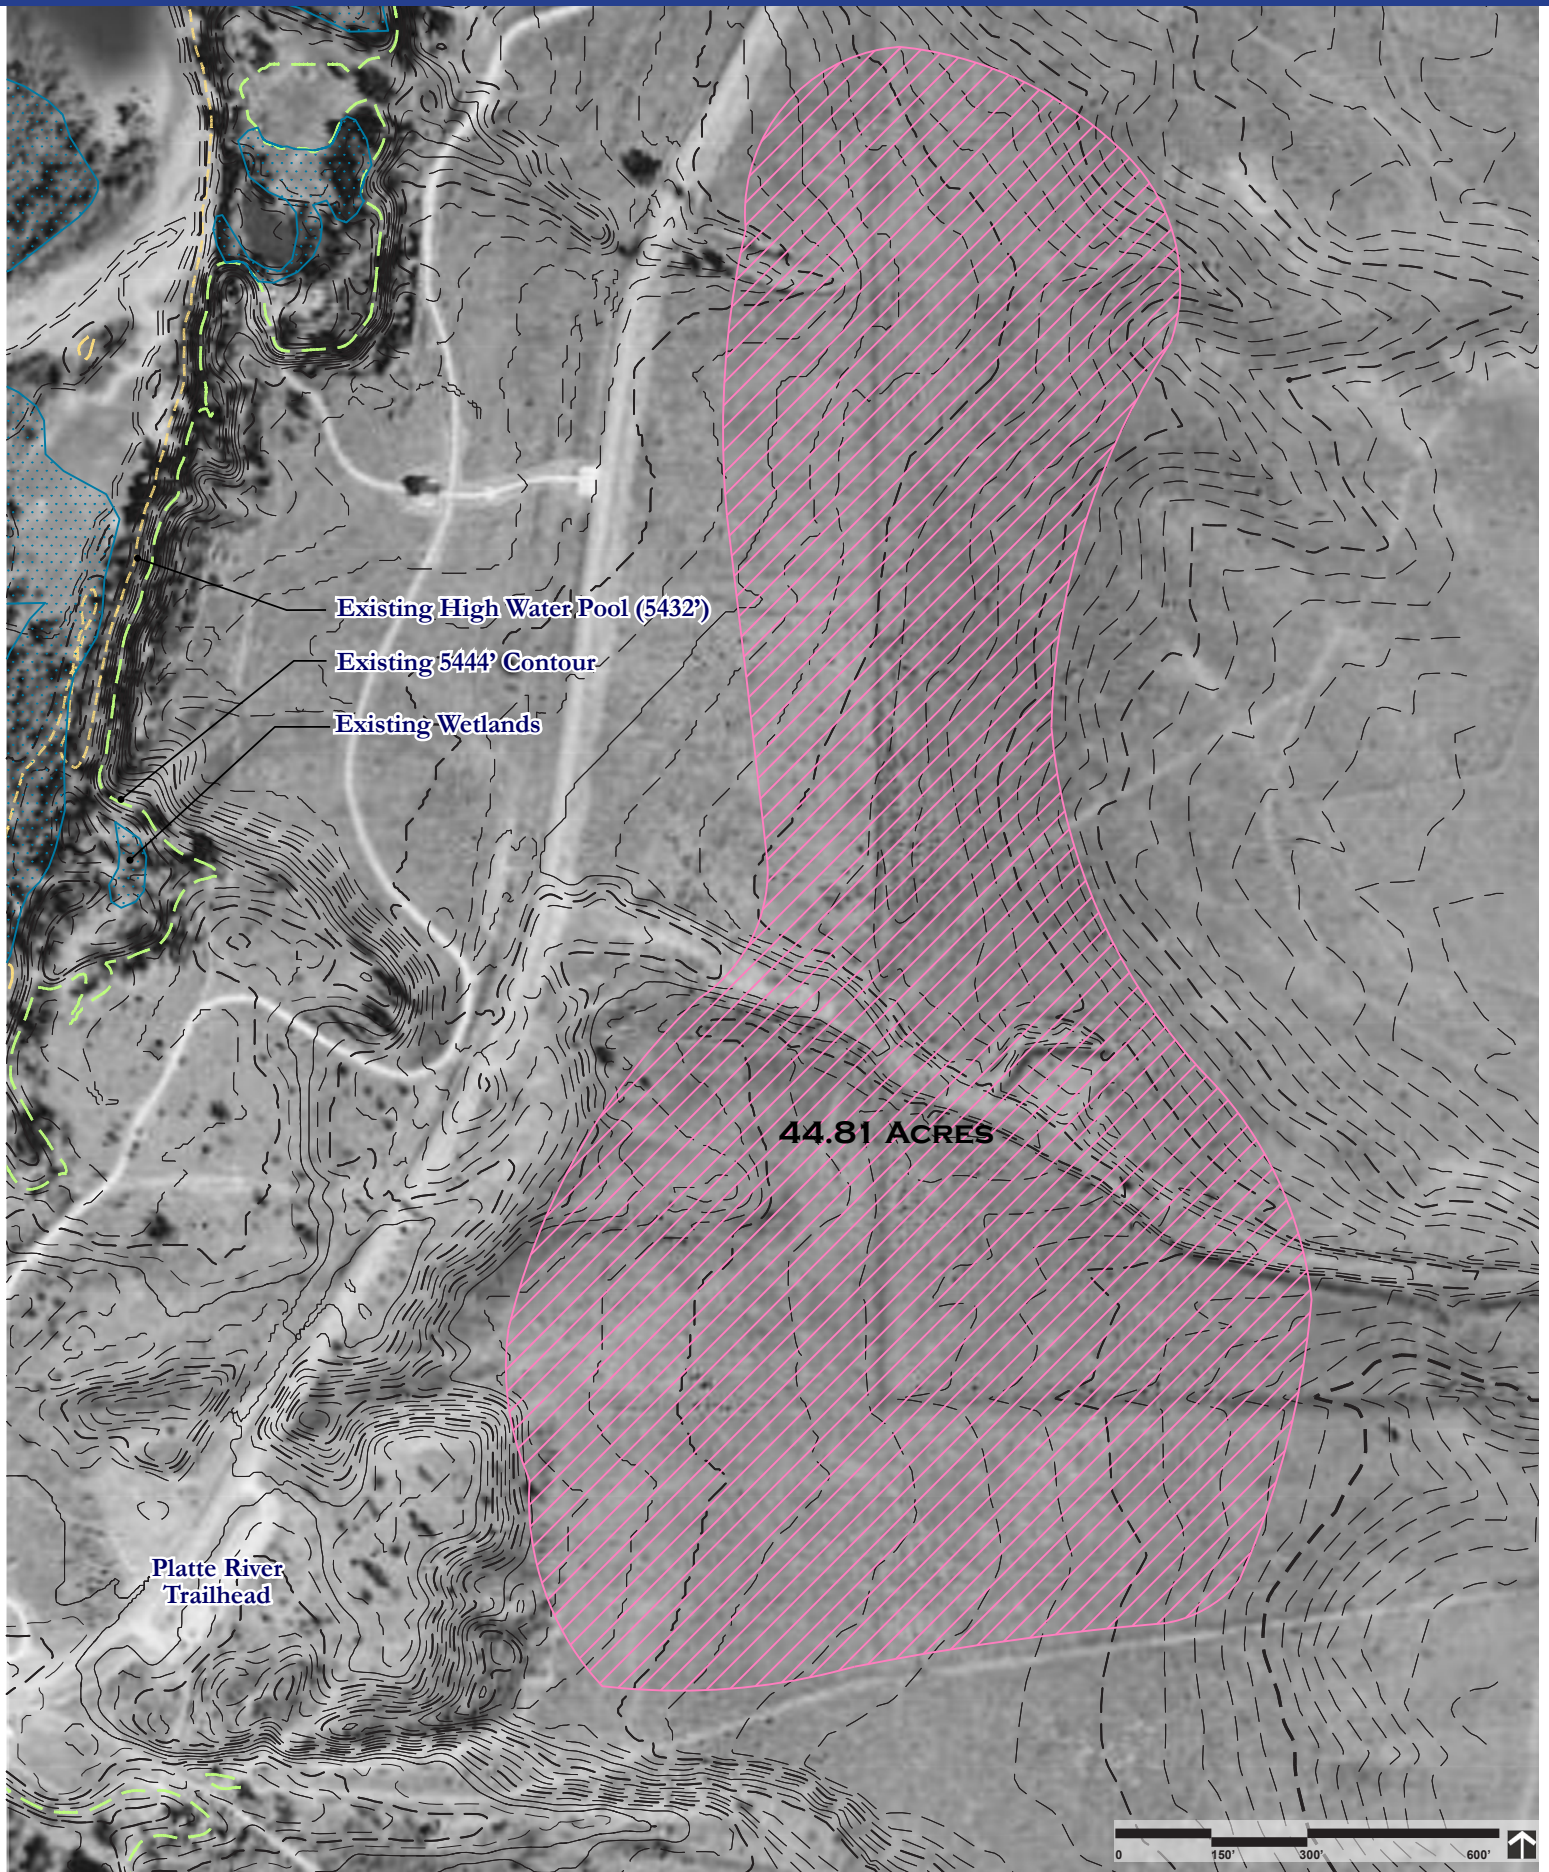 Existing High Water Pool (5432’)
Existing 5444’ Contour
Existing Wetlands
44.81 Acres
Platte River
Trailhead
0 150' 300' 600'